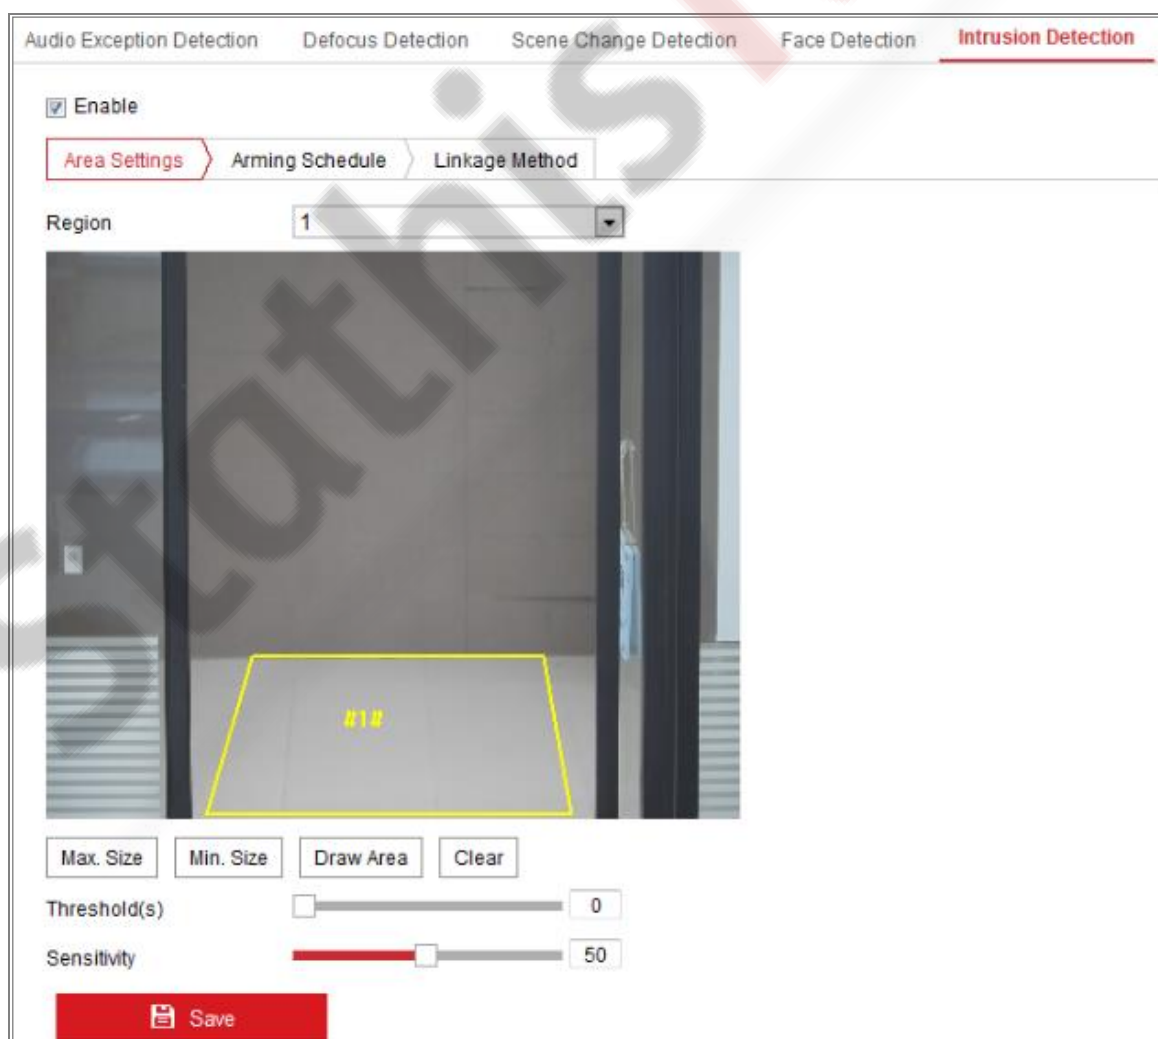 Audio Exception Detection Defocus Detection Scene Change Detection Face Detection Intrusion Detection
Enable
Area Settings Arming Schedule Linkage Method
Region 1
#1#
Max. Size Min. Size Draw Area Clear
Threshold(s) 0
Sensitivity 50
Save
Stathis